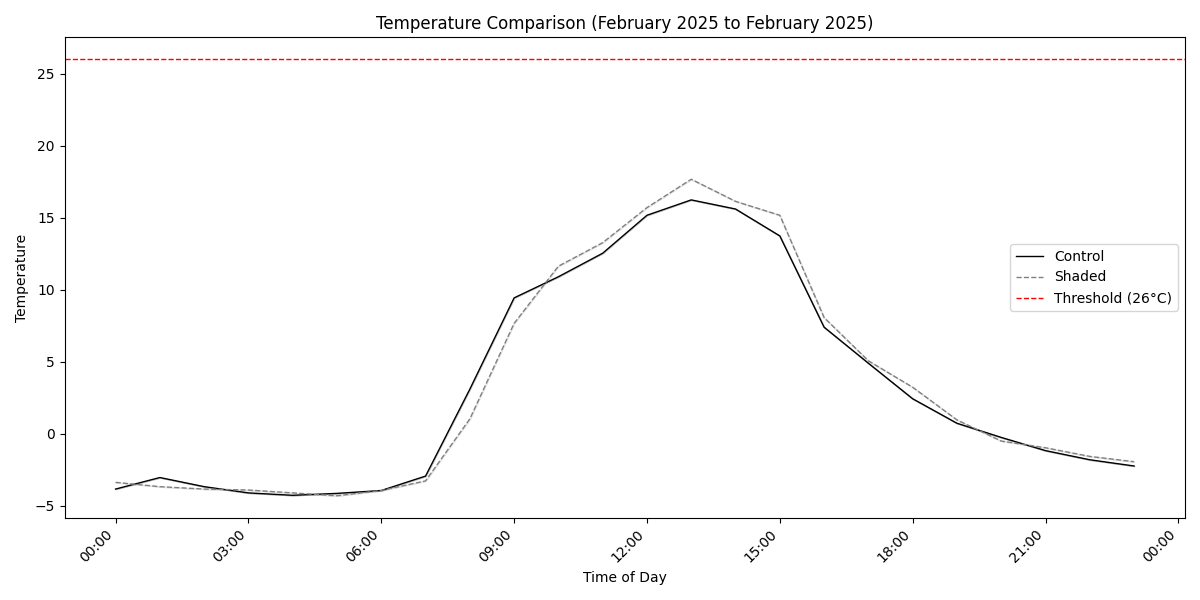 Temperature Comparison (February 2025 to February 2025)
Temperature
25
20
15
10
5
0
−5
Control
Shaded
Threshold (26°C)
00:00
03:00
06:00
09:00
12:00
15:00
18:00
21:00
00:00
Time of Day